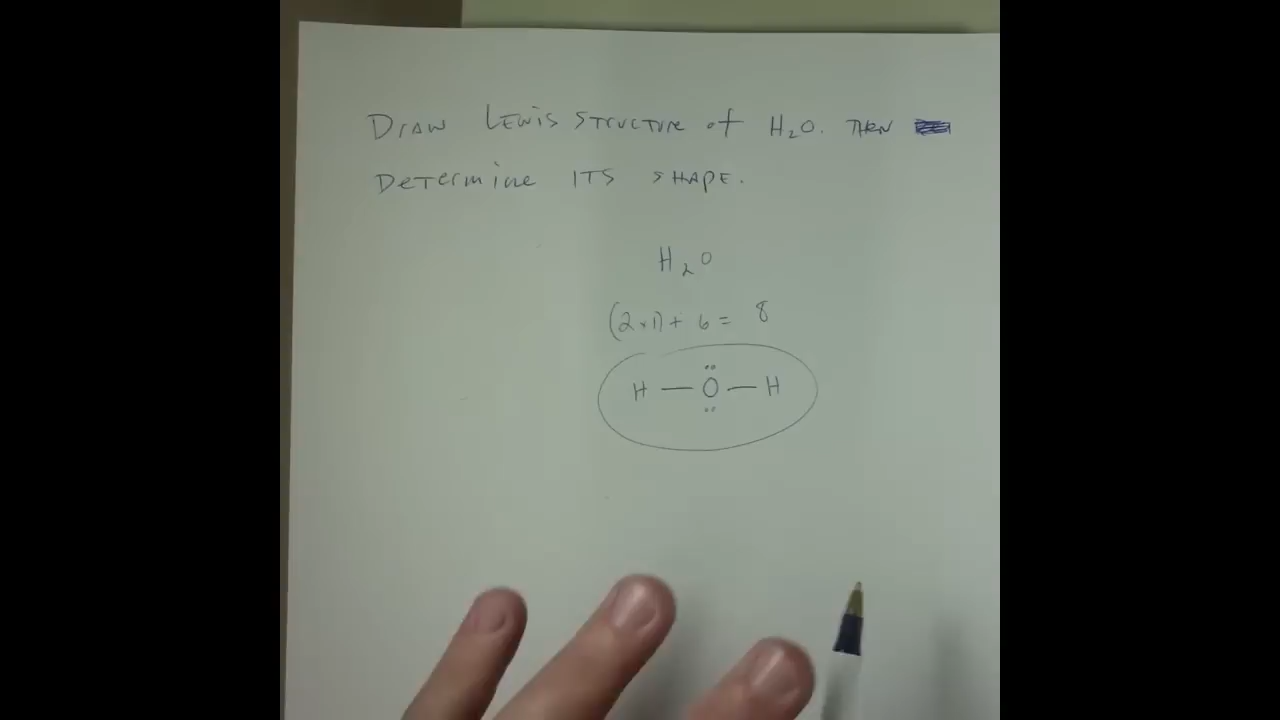 DRAW LEWIS STRUCTURE of H₂O. THEN
DeTermine ITS SHAPE.
H₂O
(2×1) + 6 = 8
H — Ö̤ — H